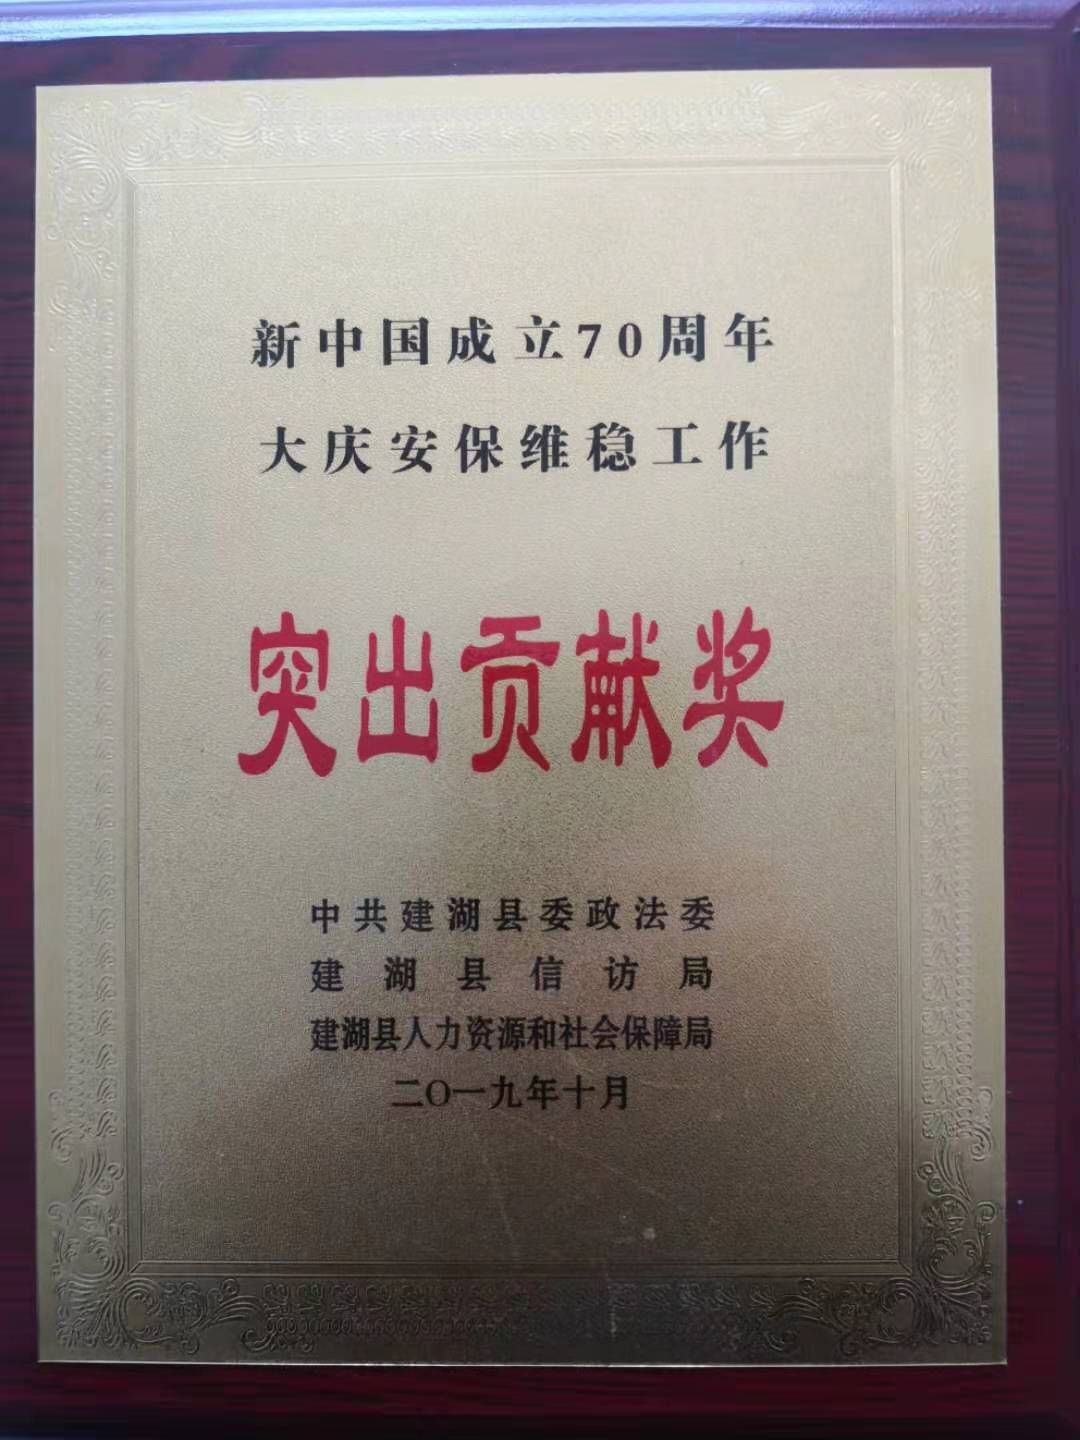 新中国成立70周年
大庆安保维稳工作
突出贡献奖
中共建湖县委政法委
建湖县信访局
建湖县人力资源和社会保障局
二〇一九年十月